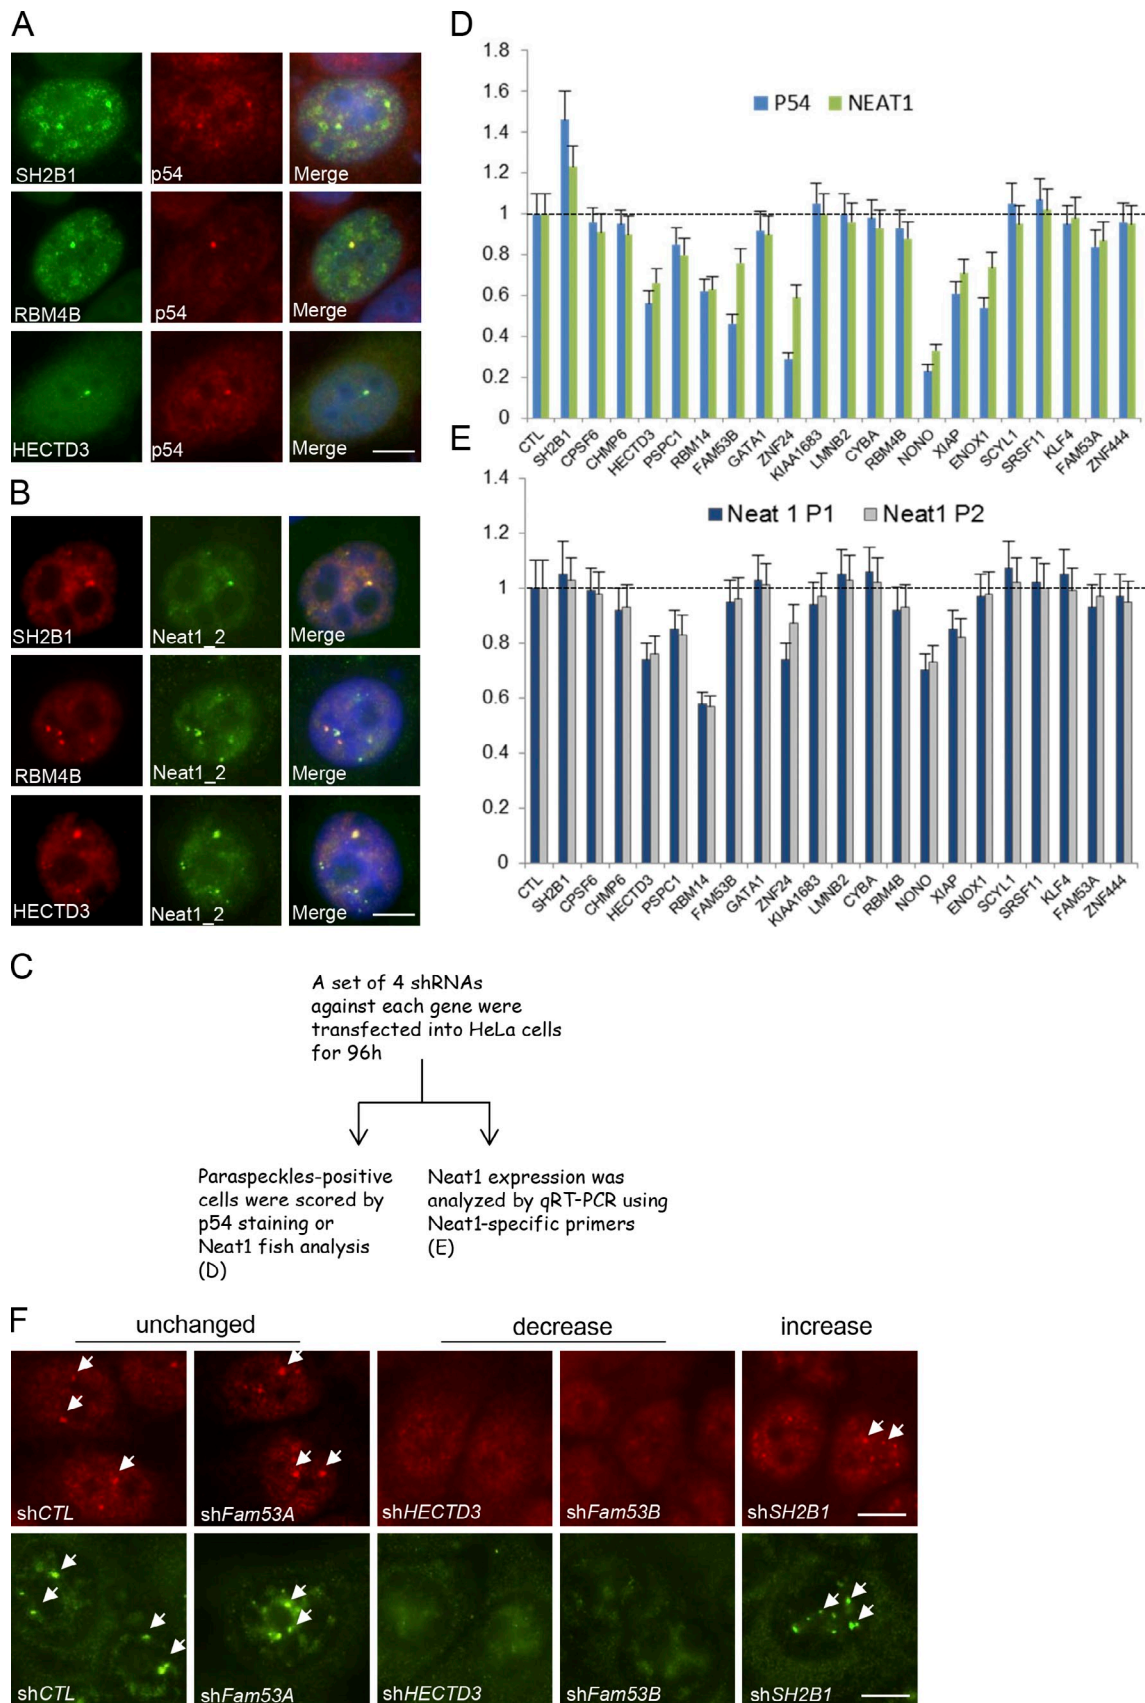 A
SH2B1 p54 Merge
RBM4B p54 Merge
HECTD3 p54 Merge
B
SH2B1 Neat1_2 Merge
RBM4B Neat1_2 Merge
HECTD3 Neat1_2 Merge
C
A set of 4 shRNAs
against each gene were
transfected into HeLa cells
for 96h
Paraspeckles-positive
cells were scored by
p54 staining or
Neat1 fish analysis
(D)
Neat1 expression was
analyzed by qRT-PCR using
Neat1-specific primers
(E)
D
P54 NEAT1
1.8
1.6
1.4
1.2
1
0.8
0.6
0.4
0.2
0
CTL SH2B1 CPSF6 CHMP6 HECTD3 PSPC1 RBM14 FAM53B GATA1 ZNF24 KIAA1683 LMNB2 CYBA RBM4B NONO XIAP ENOX1 SCYL1 SRSF11 KLF4 FAM53A ZNF444
E
Neat 1 P1 Neat1 P2
1.4
1.2
1
0.8
0.6
0.4
0.2
0
CTL SH2B1 CPSF6 CHMP6 HECTD3 PSPC1 RBM14 FAM53B GATA1 ZNF24 KIAA1683 LMNB2 CYBA RBM4B NONO XIAP ENOX1 SCYL1 SRSF11 KLF4 FAM53A ZNF444
F
unchanged decrease increase
shCTL shFam53A shHECTD3 shFam53B shSH2B1
shCTL shFam53A shHECTD3 shFam53B shSH2B1